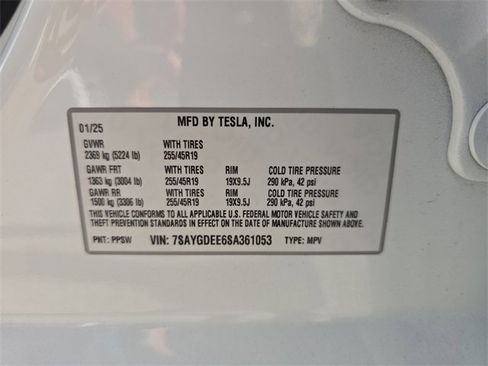 MFD BY TESLA, INC.
01/25
GVWR WITH TIRES
2369 kg (5224 lb) 255/45R19
GAWR FRT WITH TIRES RIM COLD TIRE PRESSURE
1363 kg (3004 lb) 255/45R19 19X9.5J 290 kPa, 42 psi
GAWR RR WITH TIRES RIM COLD TIRE PRESSURE
1500 kg (3306 lb) 255/45R19 19X9.5J 290 kPa, 42 psi
THIS VEHICLE CONFORMS TO ALL APPLICABLE U.S. FEDERAL MOTOR VEHICLE SAFETY AND
THEFT PREVENTION STANDARDS IN EFFECT ON THE DATE OF MANUFACTURE SHOWN ABOVE.
PNT: PPSW VIN: 7SAYGDEE6SA361053 TYPE: MPV